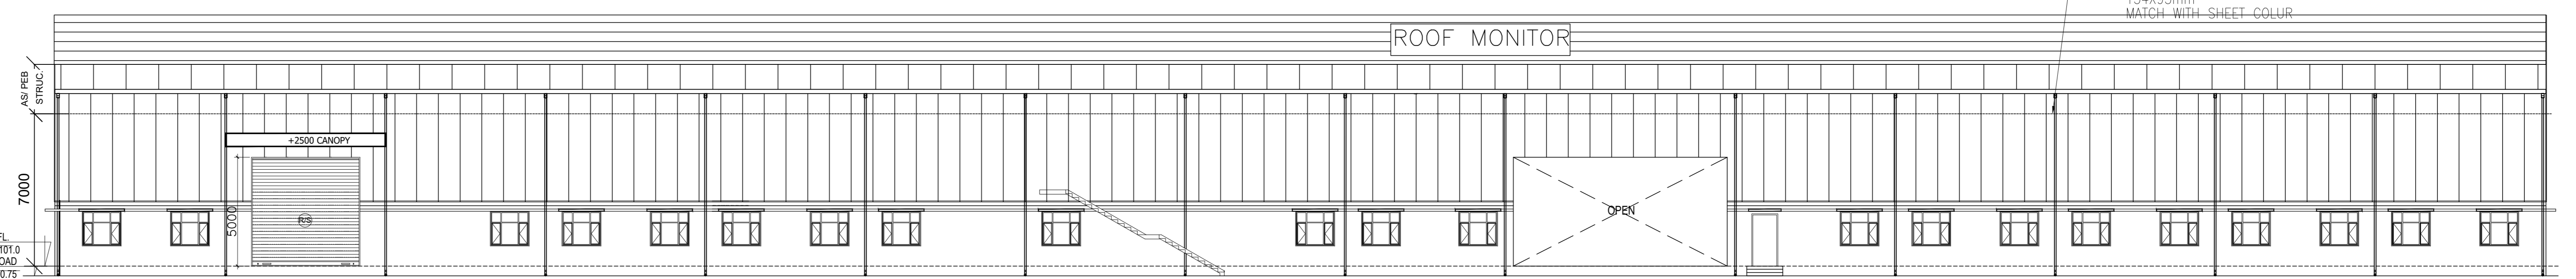 MATCH WITH SHEET COLUR
ROOF MONITOR
AS/ PEB
STRUC.
+2500 CANOPY
7000
5000
R/S
OPEN
FL.
101.0
OAD
0.75